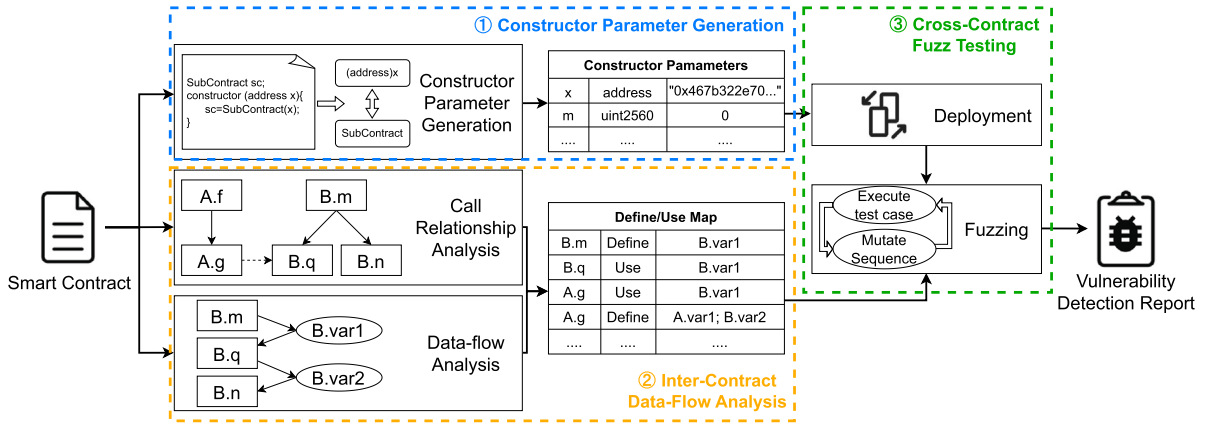 ① Constructor Parameter Generation
③ Cross-Contract
Fuzz Testing
SubContract sc;
constructor (address x){
sc=SubContract(x);
}
(address)x
SubContract
Constructor
Parameter
Generation
Constructor Pamameters
x address "0x467b322e70..."
m uint2560 0
.... .... ....
Deployment
Smart Contract
A.f
B.m
A.g
B.q
B.n
Call
Relationship
Analysis
B.m
B.q
B.n
B.var1
B.var2
Data-flow
Analysis
Define/Use Map
B.m Define B.var1
B.q Use B.var1
A.g Use B.var1
A.g Define A.var1; B.var2
.... .... ....
② Inter-Contract
Data-Flow Analysis
Execute
test case
Mutate
Sequence
Fuzzing
Vulnerability
Detection Report